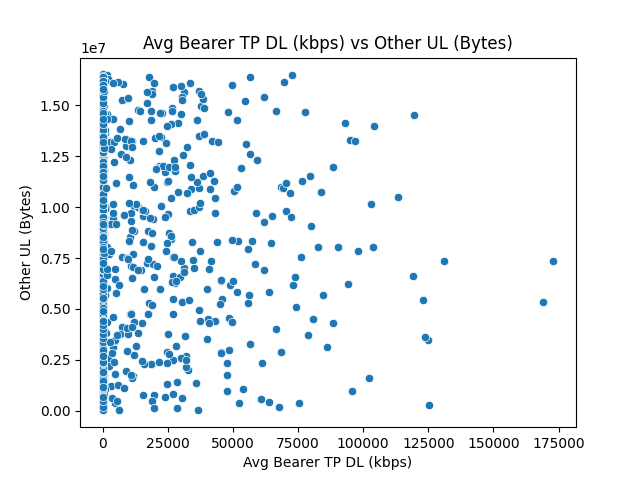 Avg Bearer TP DL (kbps) vs Other UL (Bytes)
1e7
1.50
1.25
1.00
0.75
0.50
0.25
0.00
Other UL (Bytes)
0 25000 50000 75000 100000 125000 150000 175000
Avg Bearer TP DL (kbps)